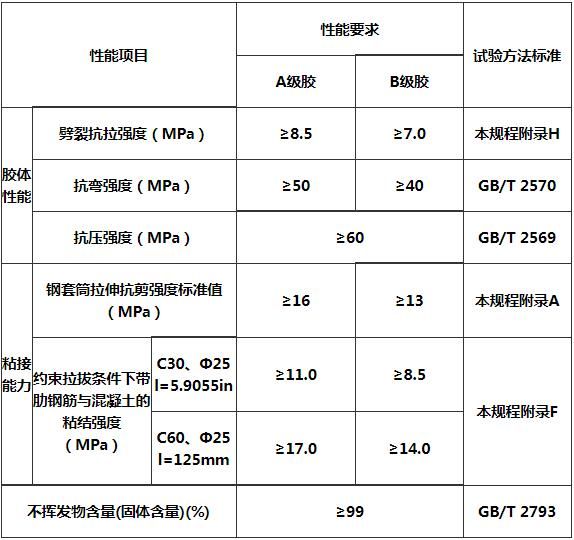 性能项目
性能要求
试验方法标准
A级胶
B级胶
胶体
性能
劈裂抗拉强度（MPa）
≥8.5
≥7.0
本规程附录H
抗弯强度（MPa）
≥50
≥40
GB/T 2570
抗压强度（MPa）
≥60
GB/T 2569
粘接
能力
钢套筒拉伸抗剪强度标准值
（MPa）
≥16
≥13
本规程附录A
约束拉拔条件下带
肋钢筋与混凝土的
粘结强度
（MPa）
C30、Φ25
l=5.9055in
≥11.0
≥8.5
本规程附录F
C60、Φ25
l=125mm
≥17.0
≥14.0
不挥发物含量(固体含量)(%)
≥99
GB/T 2793